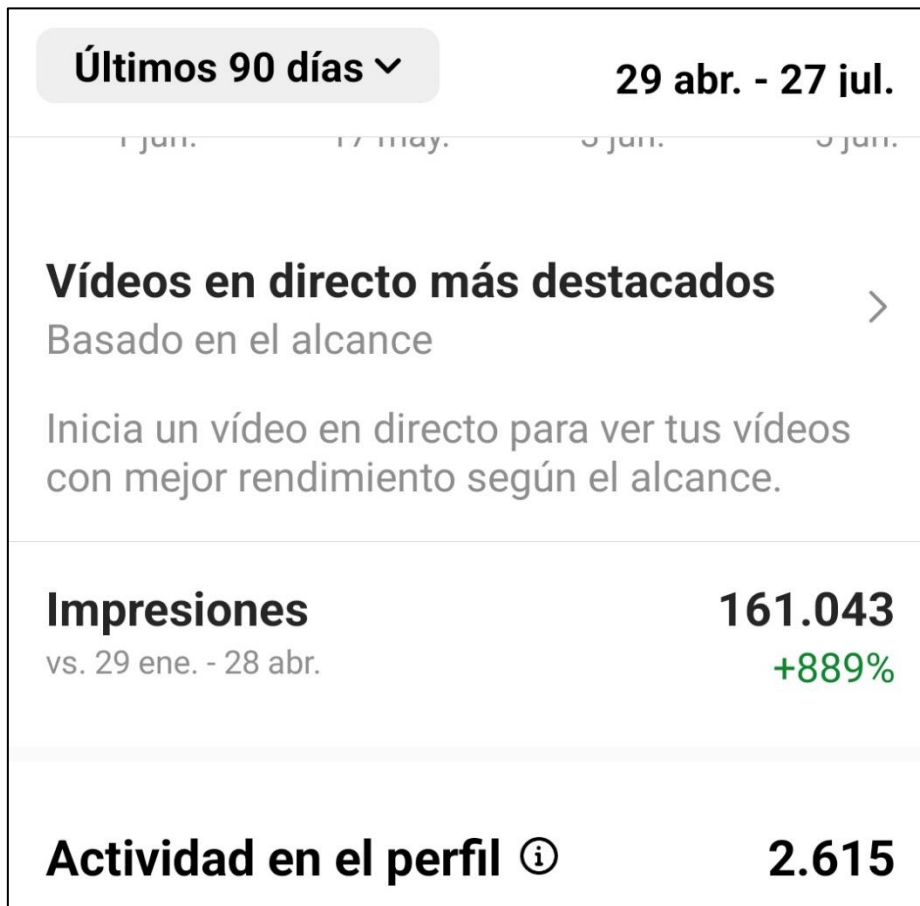 Últimos 90 días
29 abr. - 27 jul.
17 may.
Vídeos en directo más destacados
Basado en el alcance
Inicia un vídeo en directo para ver tus vídeos
con mejor rendimiento según el alcance.
Impresiones
161.043
vs. 29 ene. - 28 abr.
+889%
Actividad en el perfil
2.615